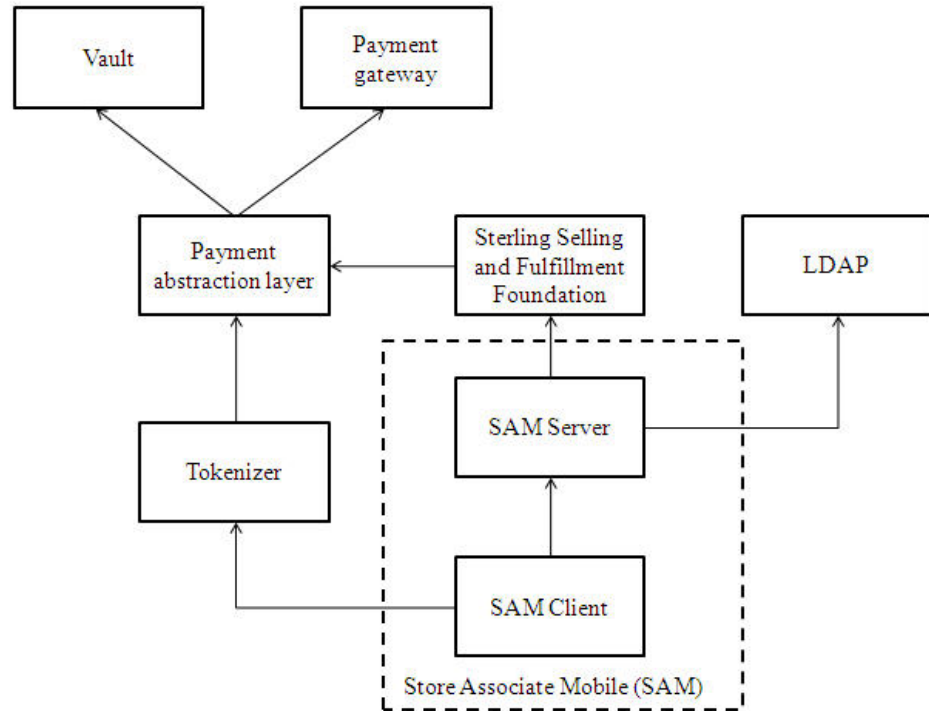 Vault
Payment
gateway
Payment
abstraction layer
Sterling Selling
and Fulfillment
Foundation
LDAP
SAM Server
Tokenizer
SAM Client
Store Associate Mobile (SAM)